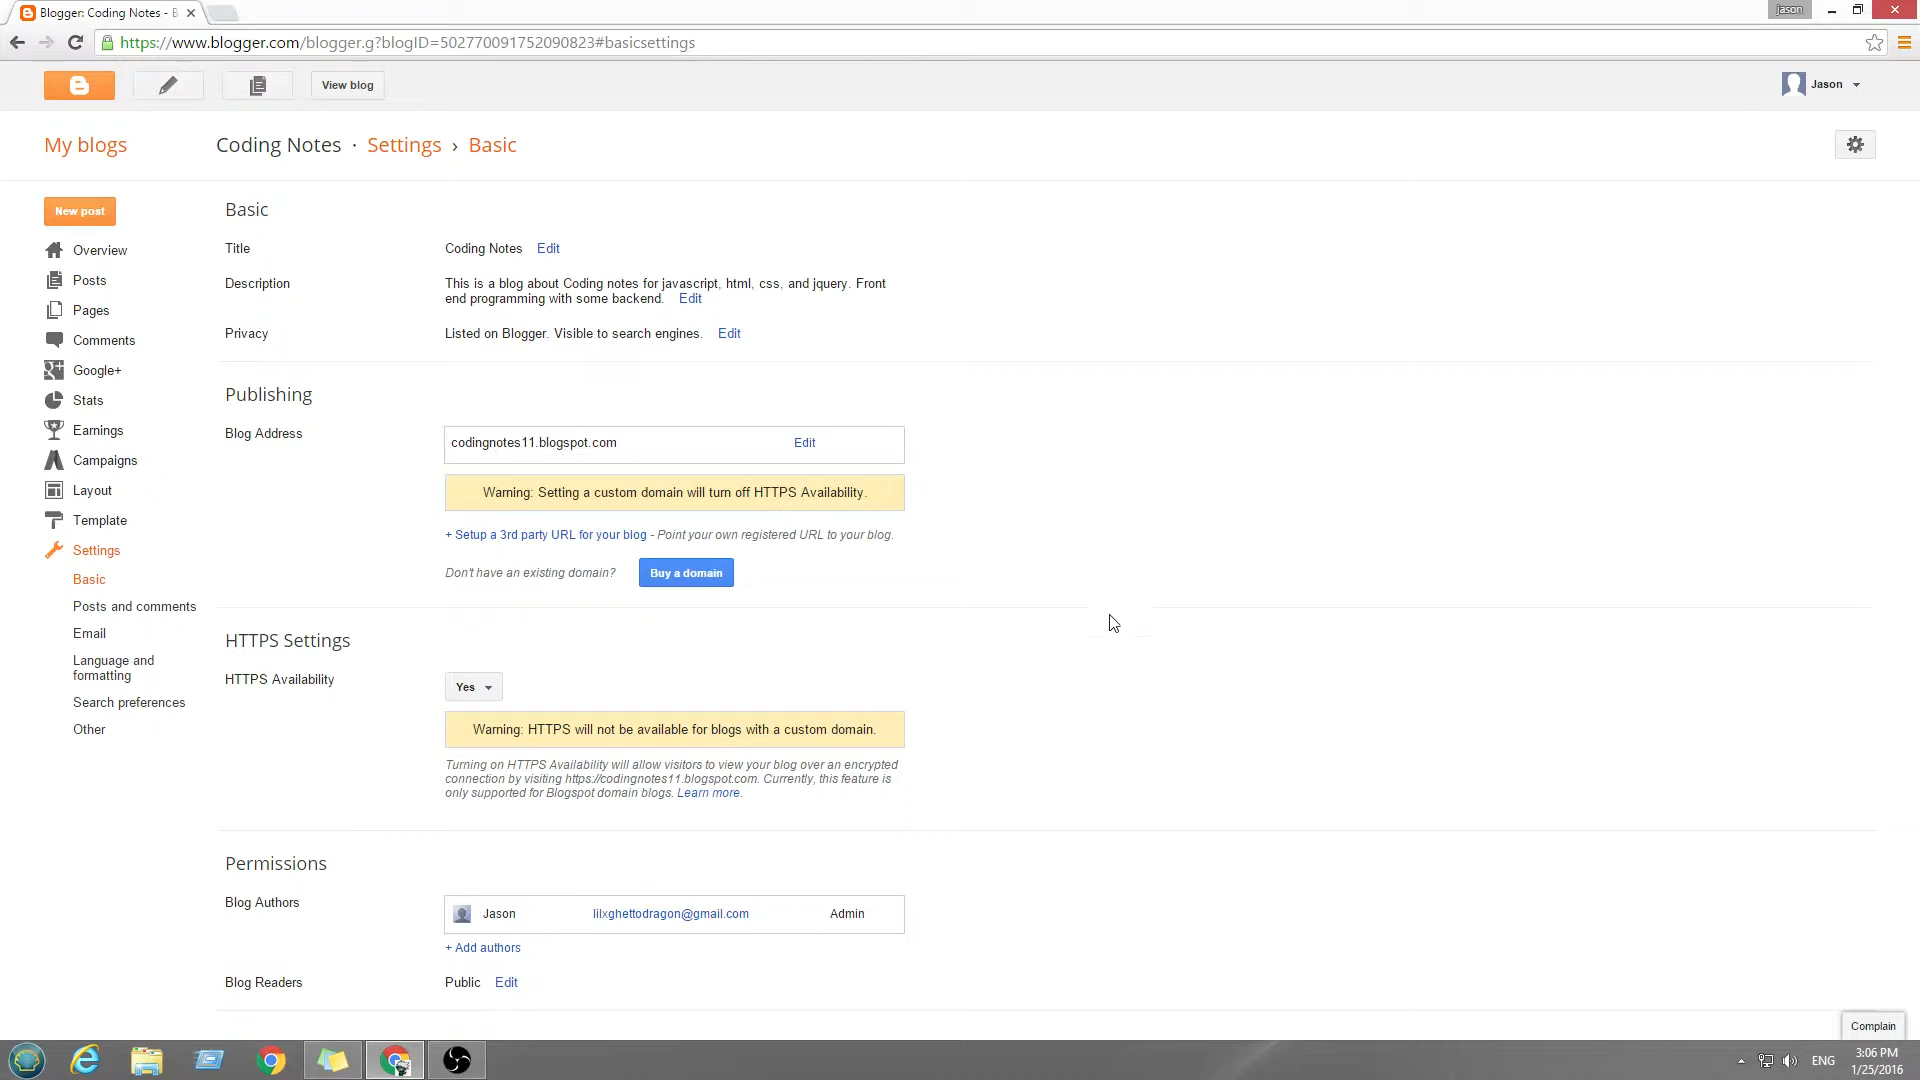 Blogger: Coding Notes - B
jason
https://www.blogger.com/blogger.g?blogID=502770091752090823#basicsettings
View blog
Jason
My blogs
Coding Notes · Settings › Basic
New post
Overview
Posts
Pages
Comments
Google+
Stats
Earnings
Campaigns
Layout
Template
Settings
Basic
Posts and comments
Email
Language and
formatting
Search preferences
Other
Basic
Title
Coding Notes Edit
Description
This is a blog about Coding notes for javascript, html, css, and jquery. Front
end programming with some backend. Edit
Privacy
Listed on Blogger. Visible to search engines. Edit
Publishing
Blog Address
codingnotes11.blogspot.com Edit
Warning: Setting a custom domain will turn off HTTPS Availability.
+ Setup a 3rd party URL for your blog - Point your own registered URL to your blog.
Don't have an existing domain? Buy a domain
HTTPS Settings
HTTPS Availability
Yes
Warning: HTTPS will not be available for blogs with a custom domain.
Turning on HTTPS Availability will allow visitors to view your blog over an encrypted
connection by visiting https://codingnotes11.blogspot.com. Currently, this feature is
only supported for Blogspot domain blogs. Learn more.
Permissions
Blog Authors
Jason lilxghettodragon@gmail.com Admin
+ Add authors
Blog Readers
Public Edit
Complain
ENG
3:06 PM
1/25/2016